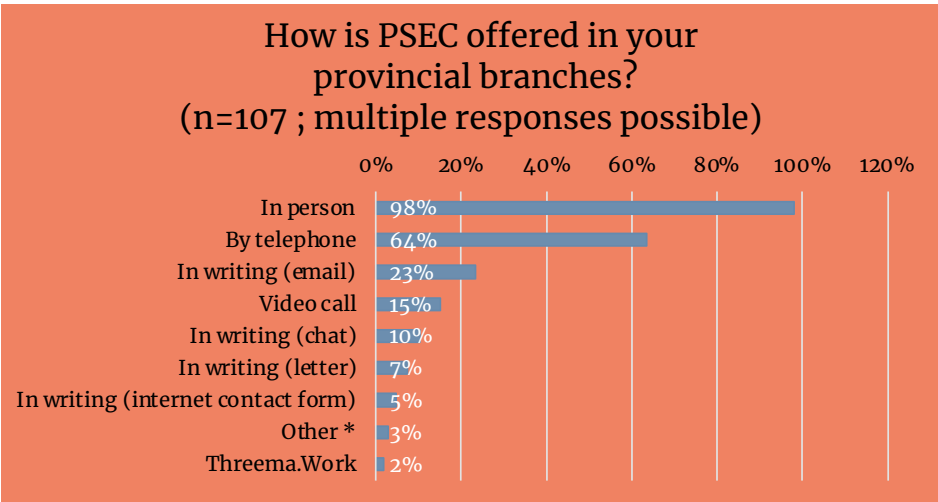 How is PSEC offered in your
provincial branches?
(n=107 ; multiple responses possible)
0% 20% 40% 60% 80% 100% 120%
In person 98%
By telephone 64%
In writing (email) 23%
Video call 15%
In writing (chat) 10%
In writing (letter) 7%
In writing (internet contact form) 5%
Other * 3%
Threema.Work 2%